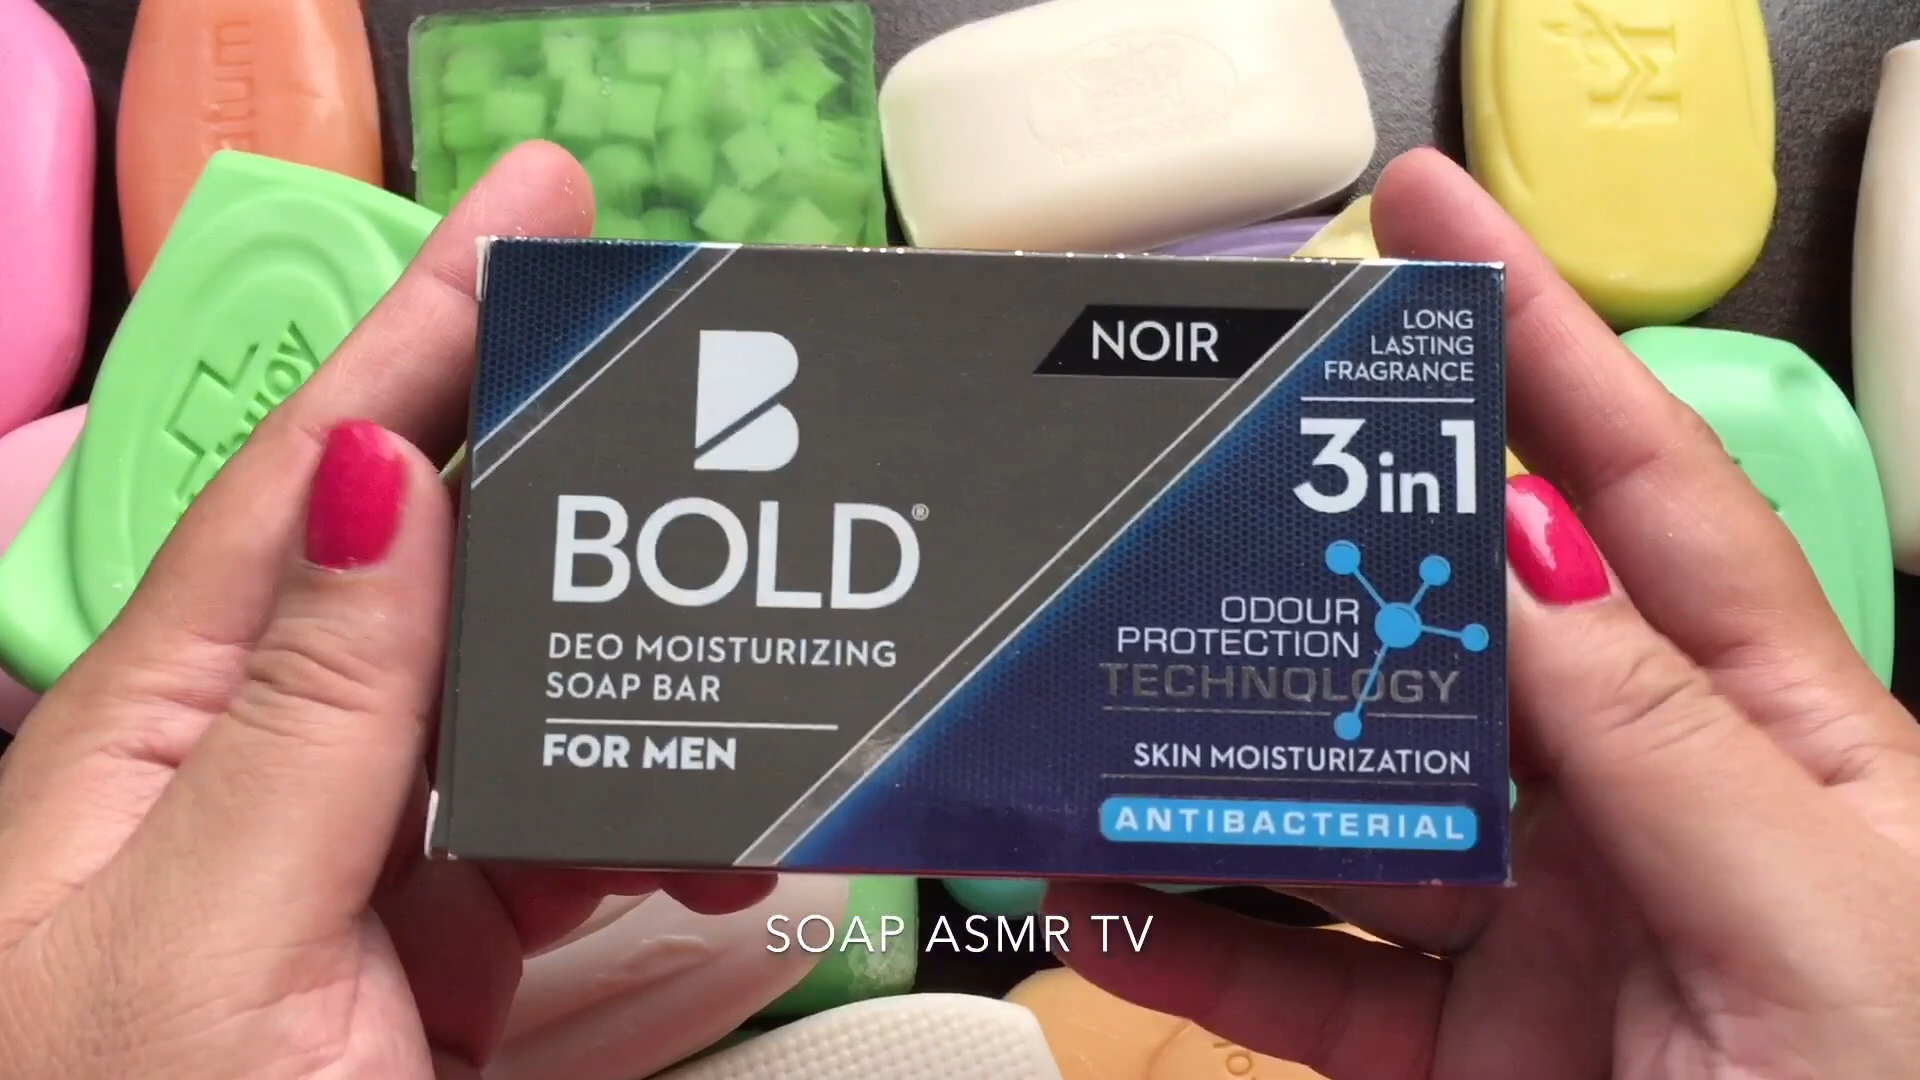 NOIR
LONG
LASTING
FRAGRANCE
3in1
B
BOLD®
DEO MOISTURIZING
SOAP BAR
FOR MEN
ODOUR
PROTECTION
TECHNOLOGY
SKIN MOISTURIZATION
ANTIBACTERIAL
SOAP ASMR TV